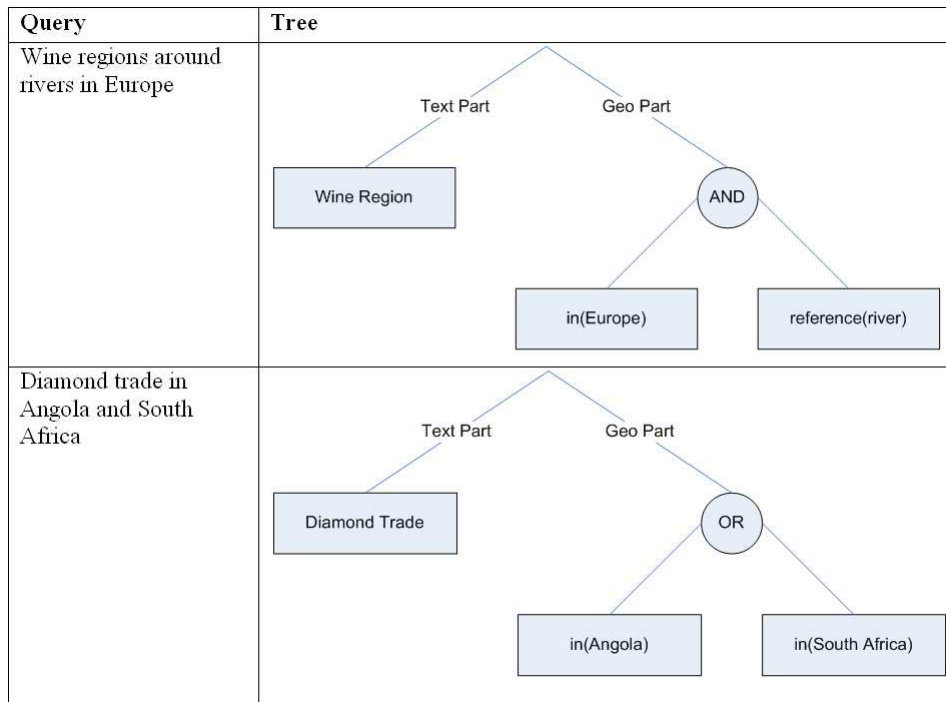 Query
Tree
Wine regions around
rivers in Europe
Text Part
Geo Part
Wine Region
AND
in(Europe)
reference(river)
Diamond trade in
Angola and South
Africa
Text Part
Geo Part
Diamond Trade
OR
in(Angola)
in(South Africa)